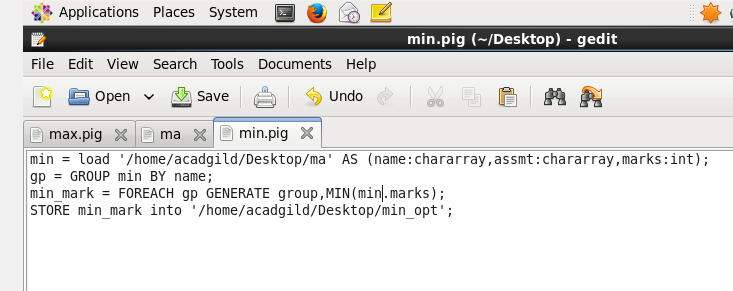 Applications Places System
min.pig (~/Desktop) - gedit
File Edit View Search Tools Documents Help
Open Save Undo
max.pig ma min.pig
min = load '/home/acadgild/Desktop/ma' AS (name:chararray,assmt:chararray,marks:int);
gp = GROUP min BY name;
min_mark = FOREACH gp GENERATE group,MIN(min.marks);
STORE min_mark into '/home/acadgild/Desktop/min_opt';